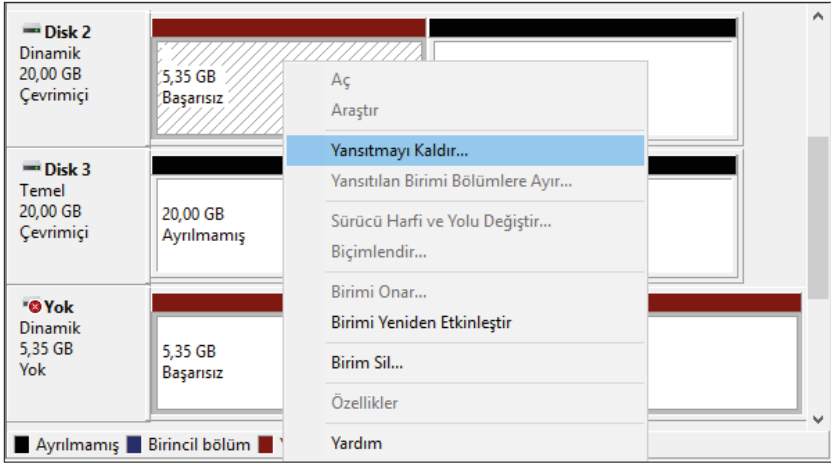 Disk 2
Dinamik
20,00 GB
Çevrimiçi
5,35 GB
Başarısız
Disk 3
Temel
20,00 GB
Çevrimiçi
20,00 GB
Ayrılmamış
Yok
Dinamik
5,35 GB
Yok
5,35 GB
Başarısız
Aç
Araştır
Yansıtmayı Kaldır...
Yansıtılan Birimi Bölümlere Ayır...
Sürücü Harfi ve Yolu Değiştir...
Biçimlendir...
Birimi Onar...
Birimi Yeniden Etkinleştir
Birim Sil...
Özellikler
Yardım
Ayrılmamış Birincil bölüm